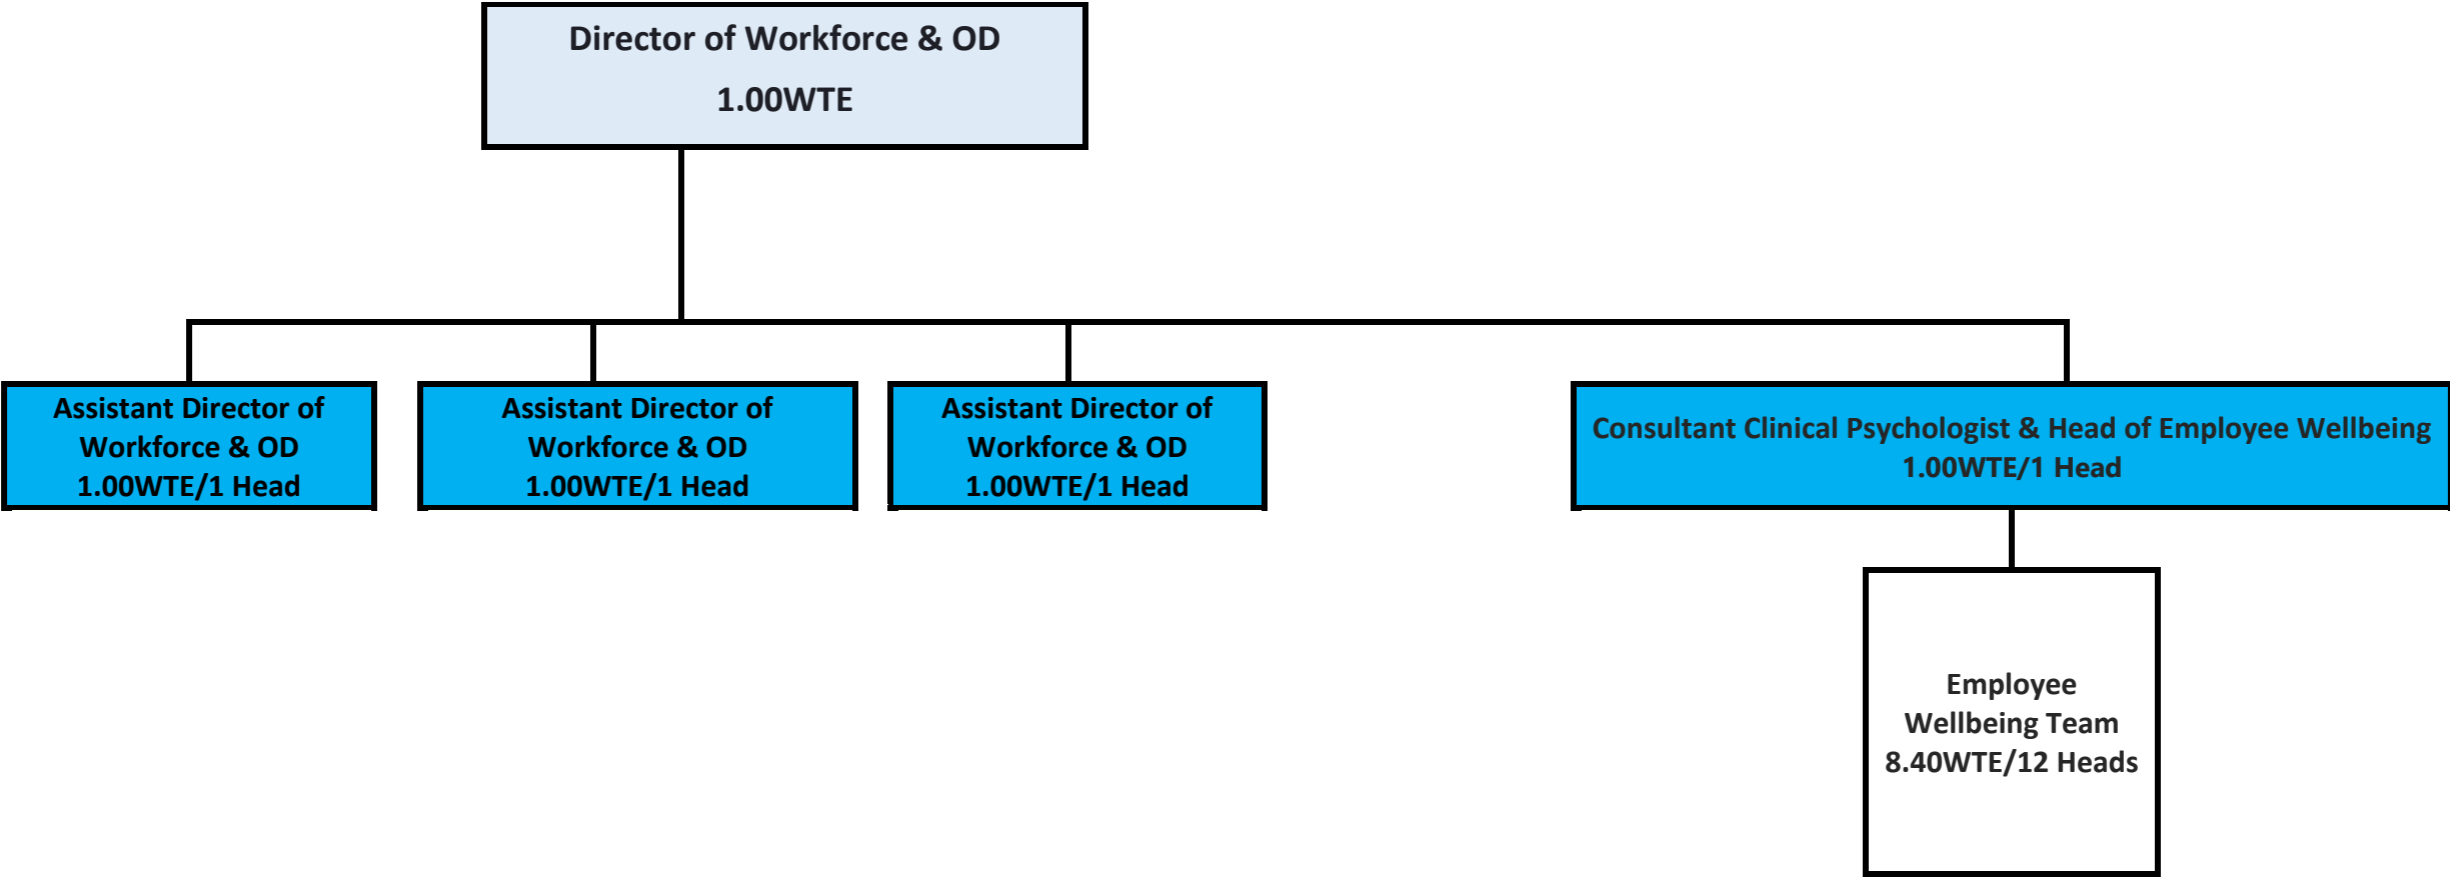 Director of Workforce & OD
1.00WTE
Assistant Director of
Workforce & OD
1.00WTE/1 Head
Assistant Director of
Workforce & OD
1.00WTE/1 Head
Assistant Director of
Workforce & OD
1.00WTE/1 Head
Consultant Clinical Psychologist & Head of Employee Wellbeing
1.00WTE/1 Head
Employee
Wellbeing Team
8.40WTE/12 Heads